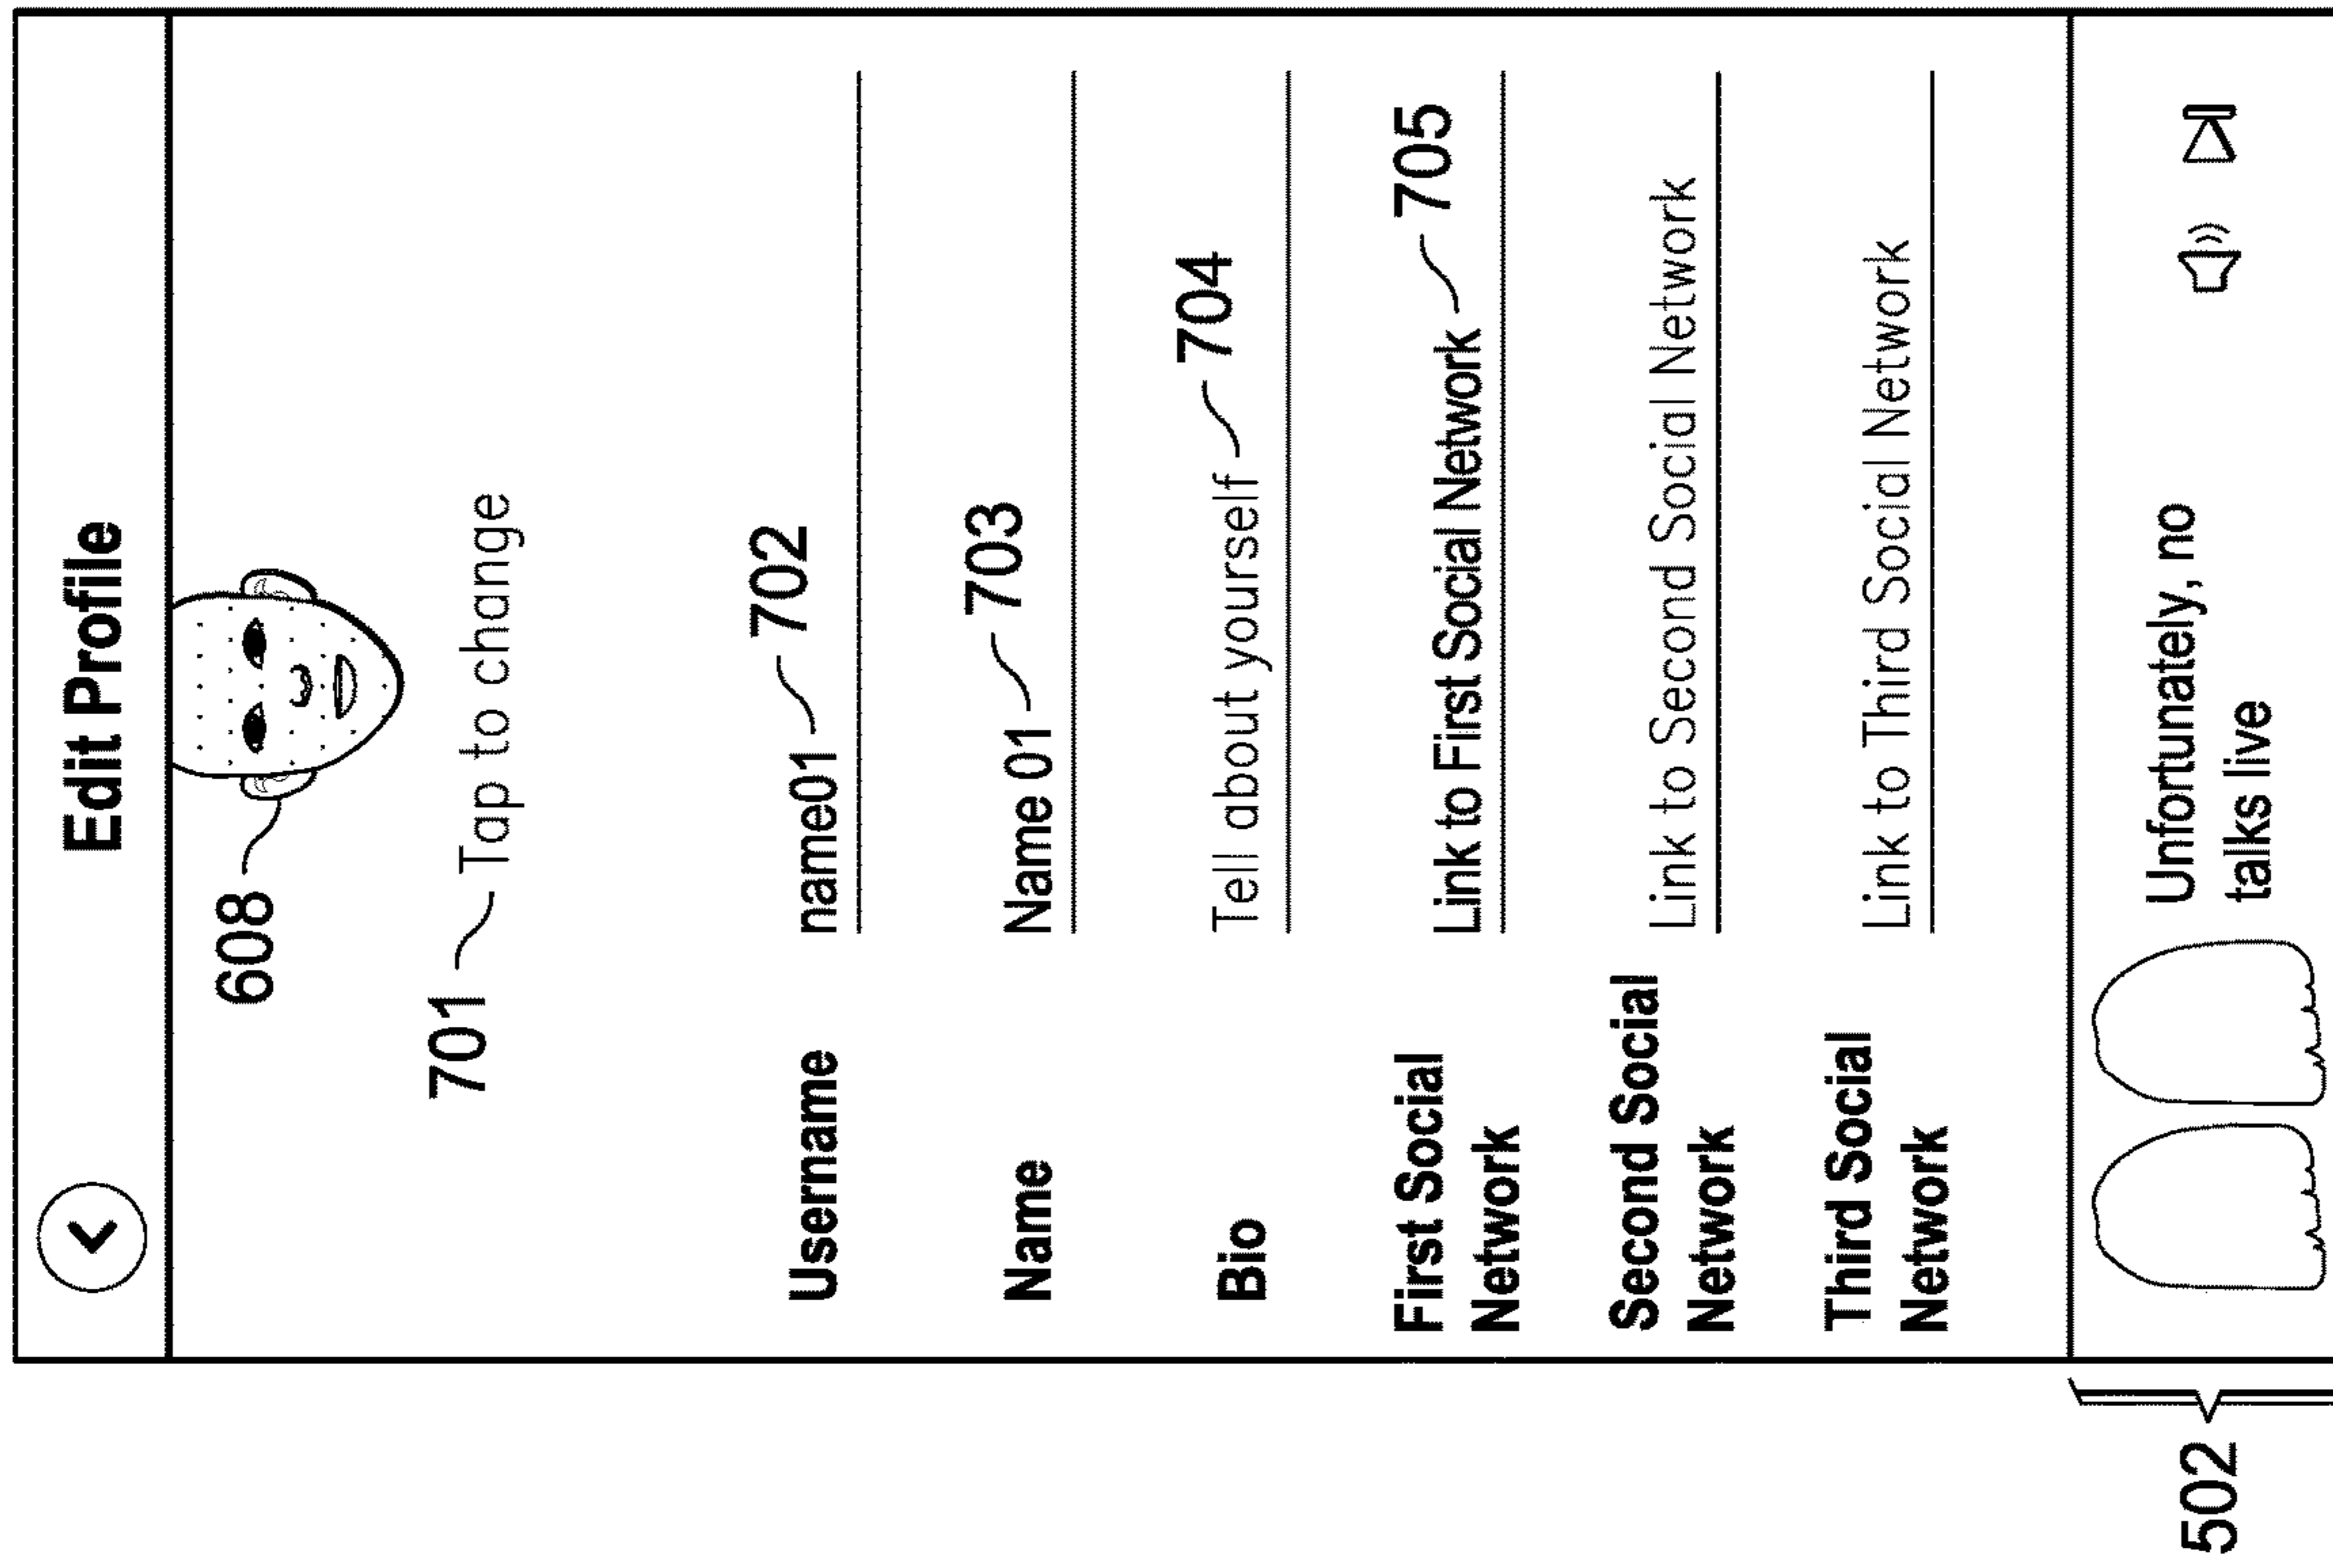 Edit Profile
608
701 Tap to change
Username name01 702
Name Name 01 703
Bio Tell about yourself 704
First Social
Network Link to First Social Network 705
Second Social
Network Link to Second Social Network
Third Social
Network Link to Third Social Network
502
Unfortunately, no
talks live